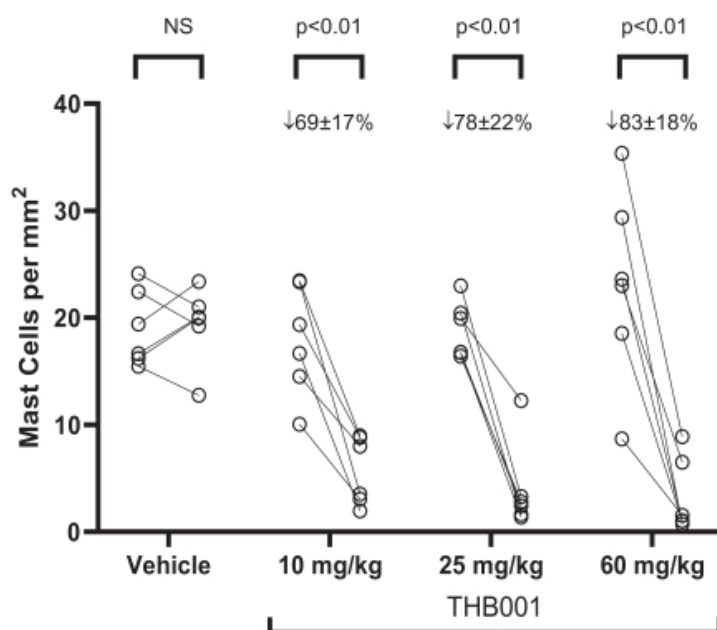 NS p<0.01 p<0.01 p<0.01
↓69±17% ↓78±22% ↓83±18%
Mast Cells per mm²
40
30
20
10
0
Vehicle 10 mg/kg 25 mg/kg 60 mg/kg
THB001